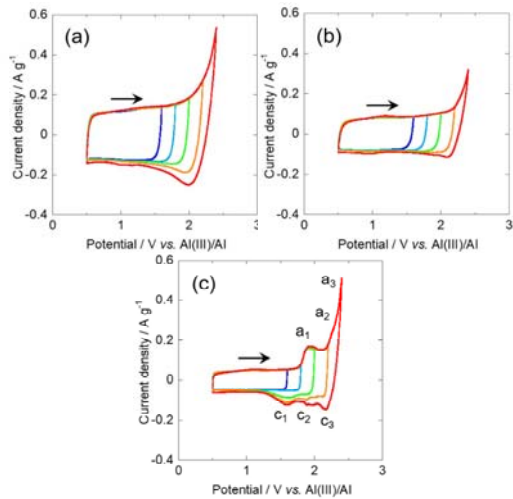 (a)
0.6
0.4
0.2
0
-0.2
-0.4
0
1
2
3
Current density / A g⁻¹
Potential / V vs. Al(III)/Al
(b)
0.6
0.4
0.2
0
-0.2
-0.4
0
1
2
3
Current density / A g⁻¹
Potential / V vs. Al(III)/Al
(c)
0.6
0.4
0.2
0
-0.2
-0.4
0
1
2
3
a₃
a₂
a₁
c₁ c₂ c₃
Current density / A g⁻¹
Potential / V vs. Al(III)/Al